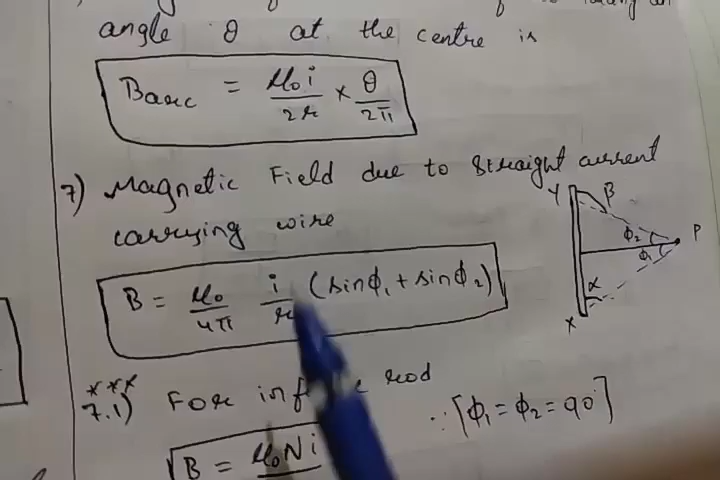 angle θ at the centre is
Barc = μ₀i/2r × θ/2π
7) Magnetic Field due to straight current
carrying wire
B = μ₀/4π i/r (sinϕ₁ + sinϕ₂)
Y β
ϕ₂ P
ϕ₁
α
X
***
7.1) For rod
∵ [ϕ₁ = ϕ₂ = 90°]
B = μ₀Ni